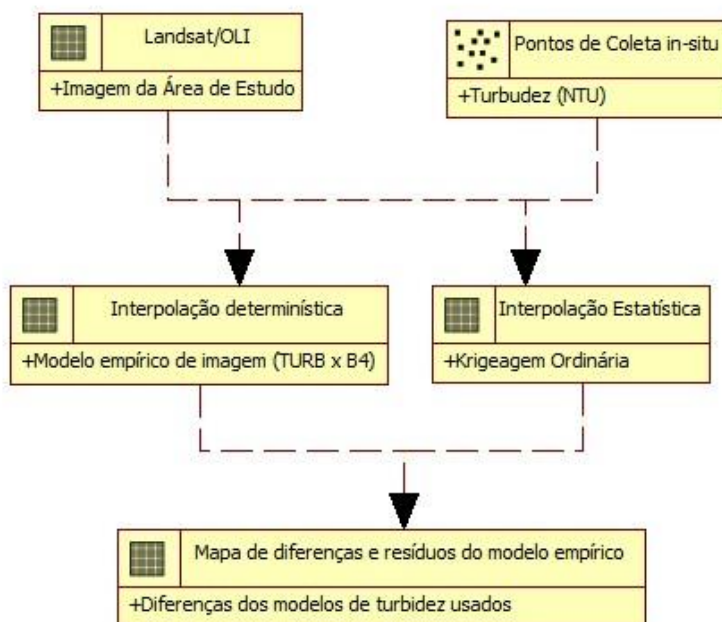 Landsat/OLI
+Imagem da Área de Estudo
Pontos de Coleta in-situ
+Turbudez (NTU)
Interpolação determinística
+Modelo empírico de imagem (TURB x B4)
Interpolação Estatística
+Krigeagem Ordinária
Mapa de diferenças e resíduos do modelo empírico
+Diferenças dos modelos de turbidez usados